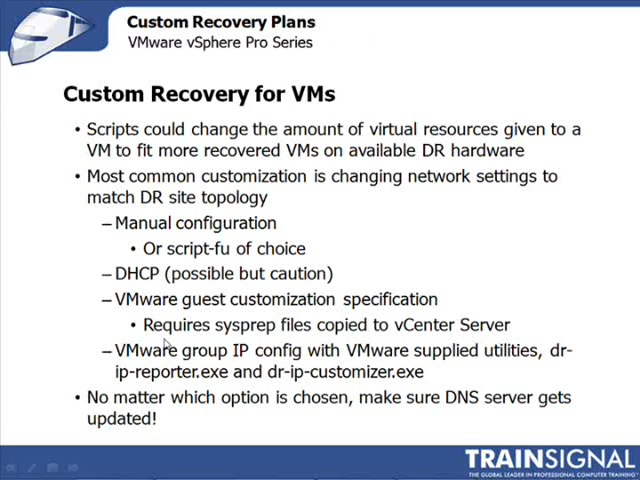 Custom Recovery Plans
VMware vSphere Pro Series
Custom Recovery for VMs
• Scripts could change the amount of virtual resources given to a
VM to fit more recovered VMs on available DR hardware
• Most common customization is changing network settings to
match DR site topology
– Manual configuration
• Or script-fu of choice
– DHCP (possible but caution)
– VMware guest customization specification
• Requires sysprep files copied to vCenter Server
– VMware group IP config with VMware supplied utilities, dr-
ip-reporter.exe and dr-ip-customizer.exe
• No matter which option is chosen, make sure DNS server gets
updated!
TRAINSIGNAL
THE GLOBAL LEADER IN PROFESSIONAL COMPUTER TRAINING